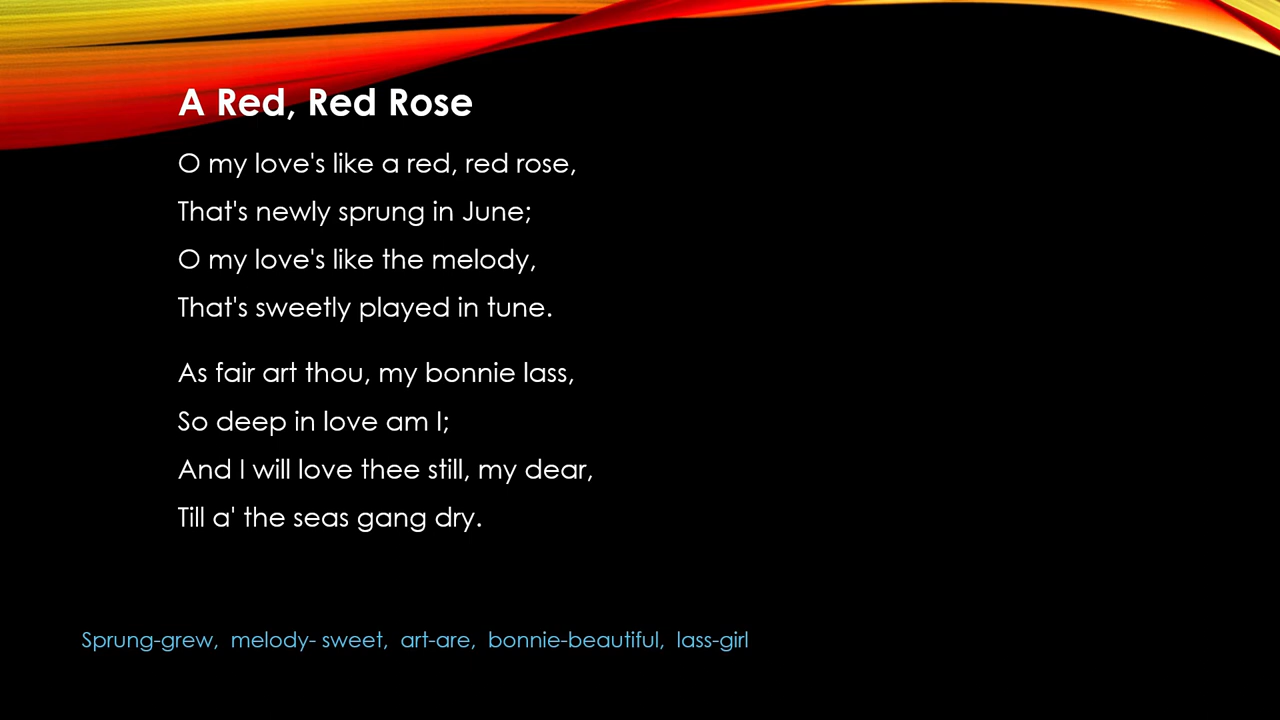 A Red, Red Rose
O my love's like a red, red rose,
That's newly sprung in June;
O my love's like the melody,
That's sweetly played in tune.
As fair art thou, my bonnie lass,
So deep in love am I;
And I will love thee still, my dear,
Till a' the seas gang dry.
Sprung-grew, melody- sweet, art-are, bonnie-beautiful, lass-girl